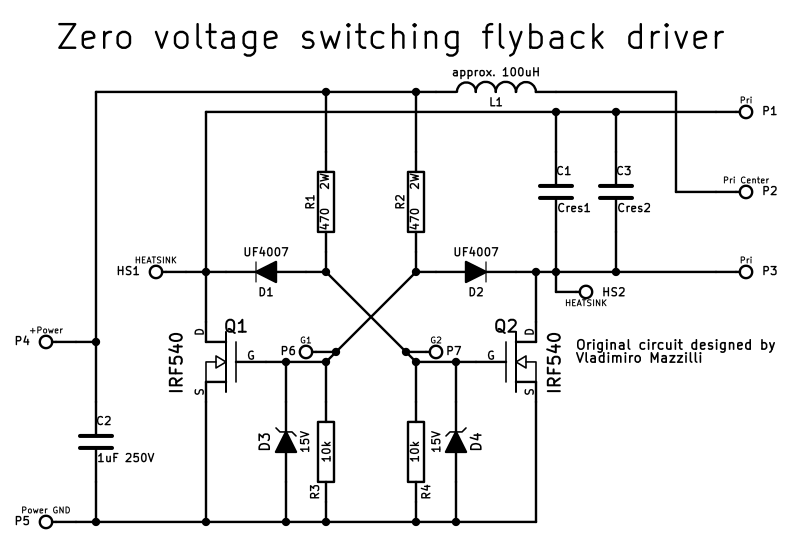 Zero voltage switching flyback driver
approx. 100uH
L1
Pri
P1
R1
470 2W
R2
470 2W
C1
Cres1
C3
Cres2
Pri Center
P2
HEATSINK
HS1
UF4007
D1
UF4007
D2
Pri
P3
HS2
HEATSINK
+Power
P4
D
Q1
G
S
IRF540
G1
P6
G2
P7
Q2
D
G
S
IRF540
Original circuit designed by
Vladimiro Mazzilli
C2
1uF 250V
D3
15V
10k
R3
10k
R4
15V
D4
Power GND
P5